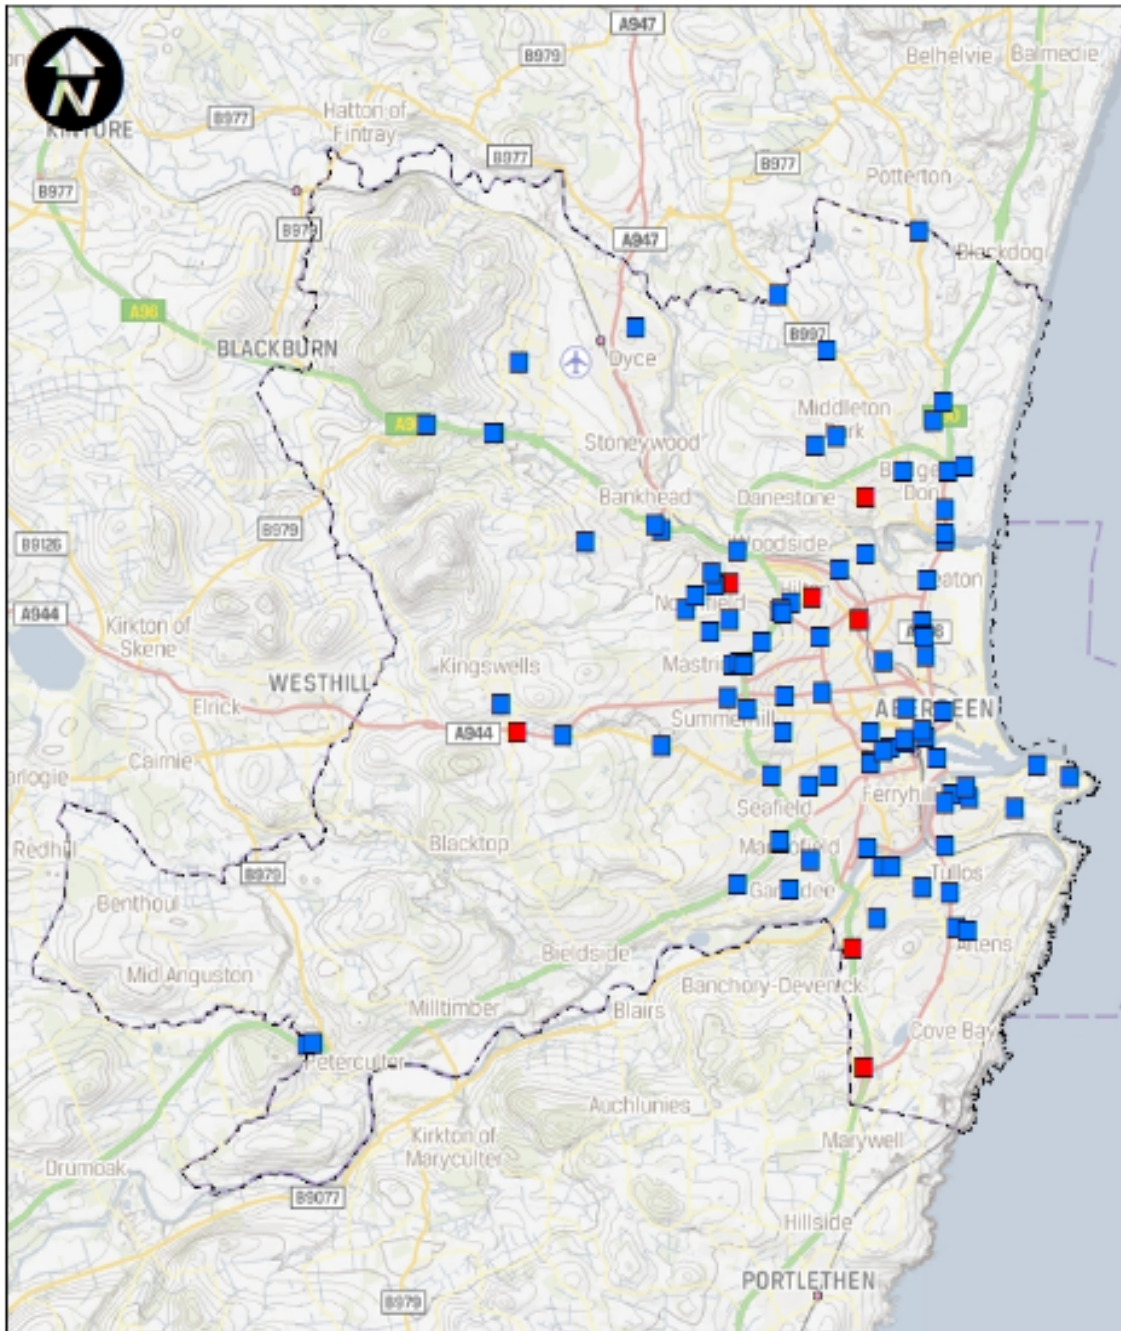 A947
B979
Belhelvie
Balmedie
N
KINTORE
B977
Hatton of
Fintray
B977
B977
B977
Potterton
B979
A947
Blackdog
A96
BLACKBURN
B997
Dyce
Middleton
Park
Stoneywood
Bankhead
Danestone
Don
B979
B9126
Woodside
A944
Kirkton of
Skene
Kingswells
WESTHILL
Elrick
A944
ABERDEEN
Cairnie
Ferryhill
Seafield
Redhill
Blacktop
B979
Tullos
Benthoul
Bieldside
Altens
Mid Anguston
Banchory-Devenick
Milltimber
Blairs
Cove Bay
Peterculter
Auchlunies
Kirkton of
Maryculter
Marywell
Drumoak
B9077
Hillside
PORTLETHEN
B979